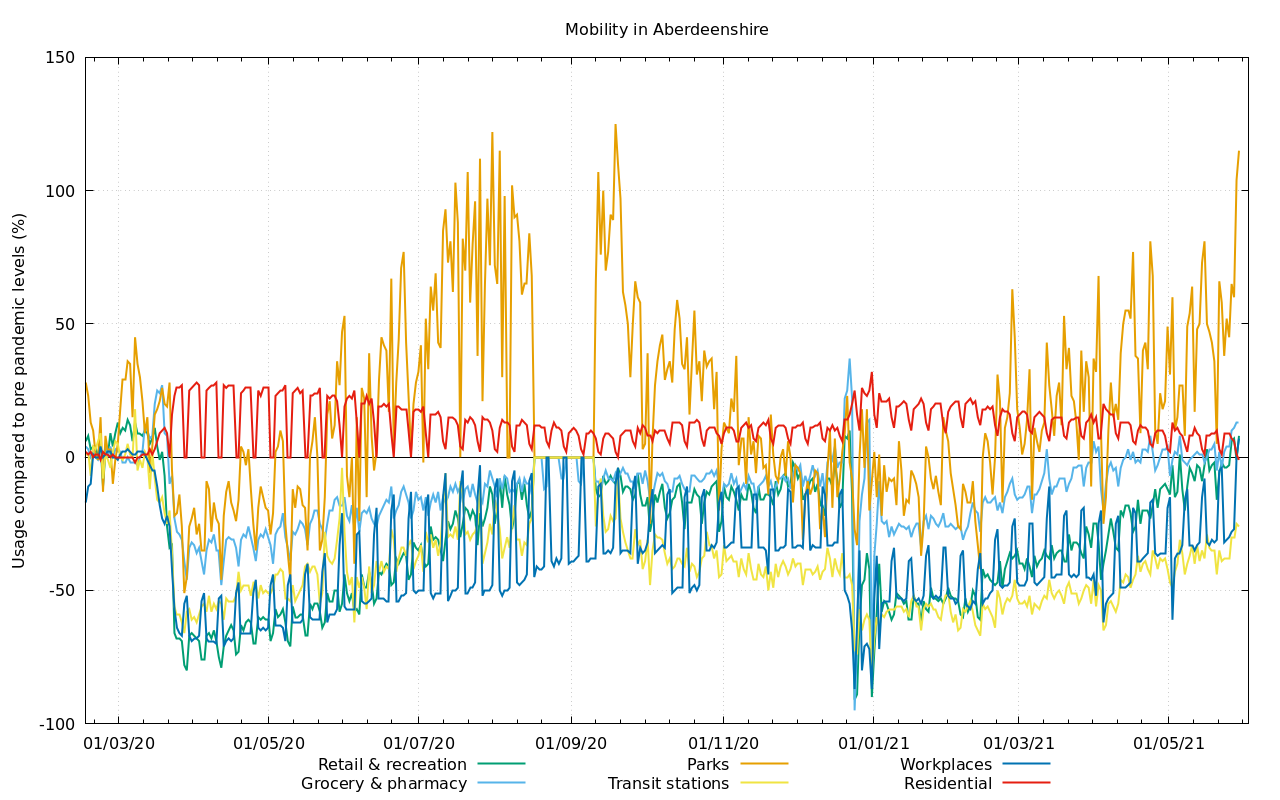 Mobility in Aberdeenshire
Usage compared to pre pandemic levels (%)
150
100
50
0
-50
-100
01/03/20 01/05/20 01/07/20 01/09/20 01/11/20 01/01/21 01/03/21 01/05/21
Retail & recreation Parks Workplaces
Grocery & pharmacy Transit stations Residential